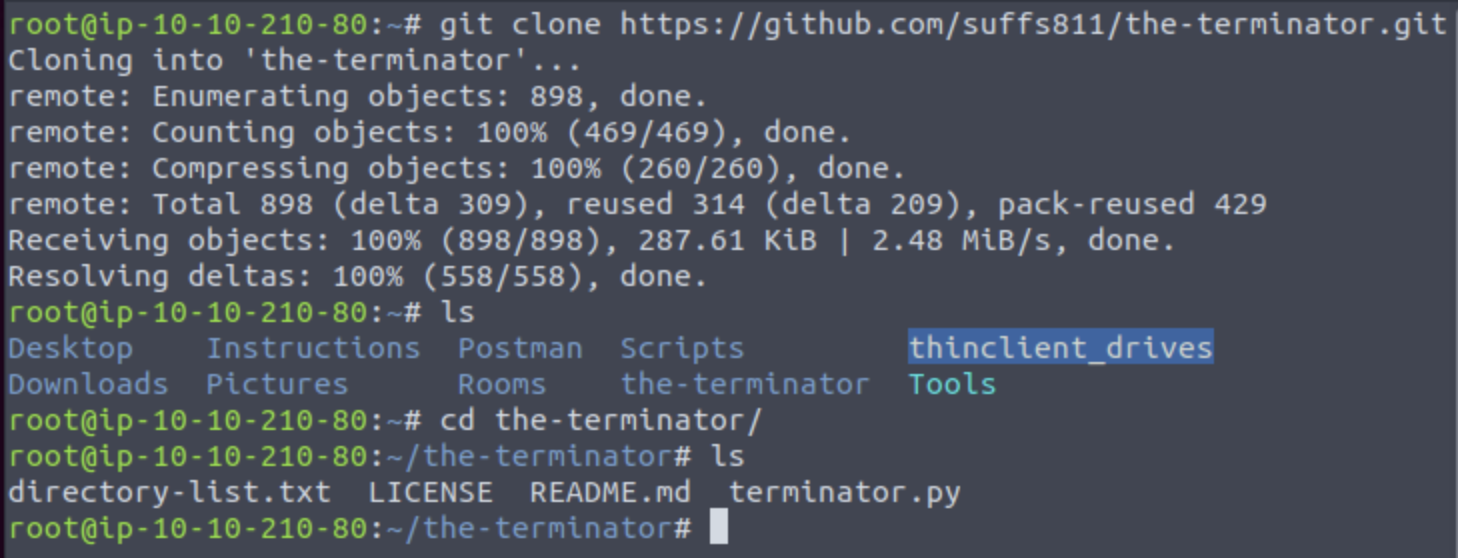 root@ip-10-10-210-80:~# git clone https://github.com/suffs811/the-terminator.git
Cloning into 'the-terminator'...
remote: Enumerating objects: 898, done.
remote: Counting objects: 100% (469/469), done.
remote: Compressing objects: 100% (260/260), done.
remote: Total 898 (delta 309), reused 314 (delta 209), pack-reused 429
Receiving objects: 100% (898/898), 287.61 KiB | 2.48 MiB/s, done.
Resolving deltas: 100% (558/558), done.
root@ip-10-10-210-80:~# ls
Desktop    Instructions  Postman  Scripts         thinclient_drives
Downloads  Pictures      Rooms    the-terminator  Tools
root@ip-10-10-210-80:~# cd the-terminator/
root@ip-10-10-210-80:~/the-terminator# ls
directory-list.txt  LICENSE  README.md  terminator.py
root@ip-10-10-210-80:~/the-terminator#